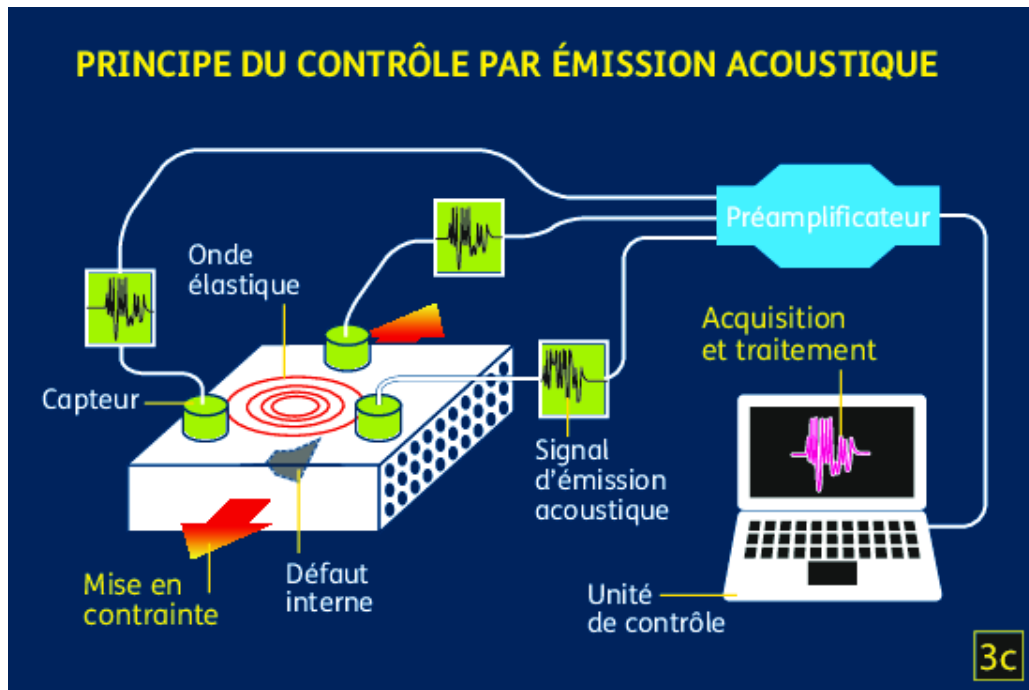 PRINCIPE DU CONTRÔLE PAR ÉMISSION ACOUSTIQUE
Préamplificateur
Onde
élastique
Acquisition
et traitement
Capteur
Signal
d'émission
acoustique
Mise en
contrainte
Défaut
interne
Unité
de contrôle
3c